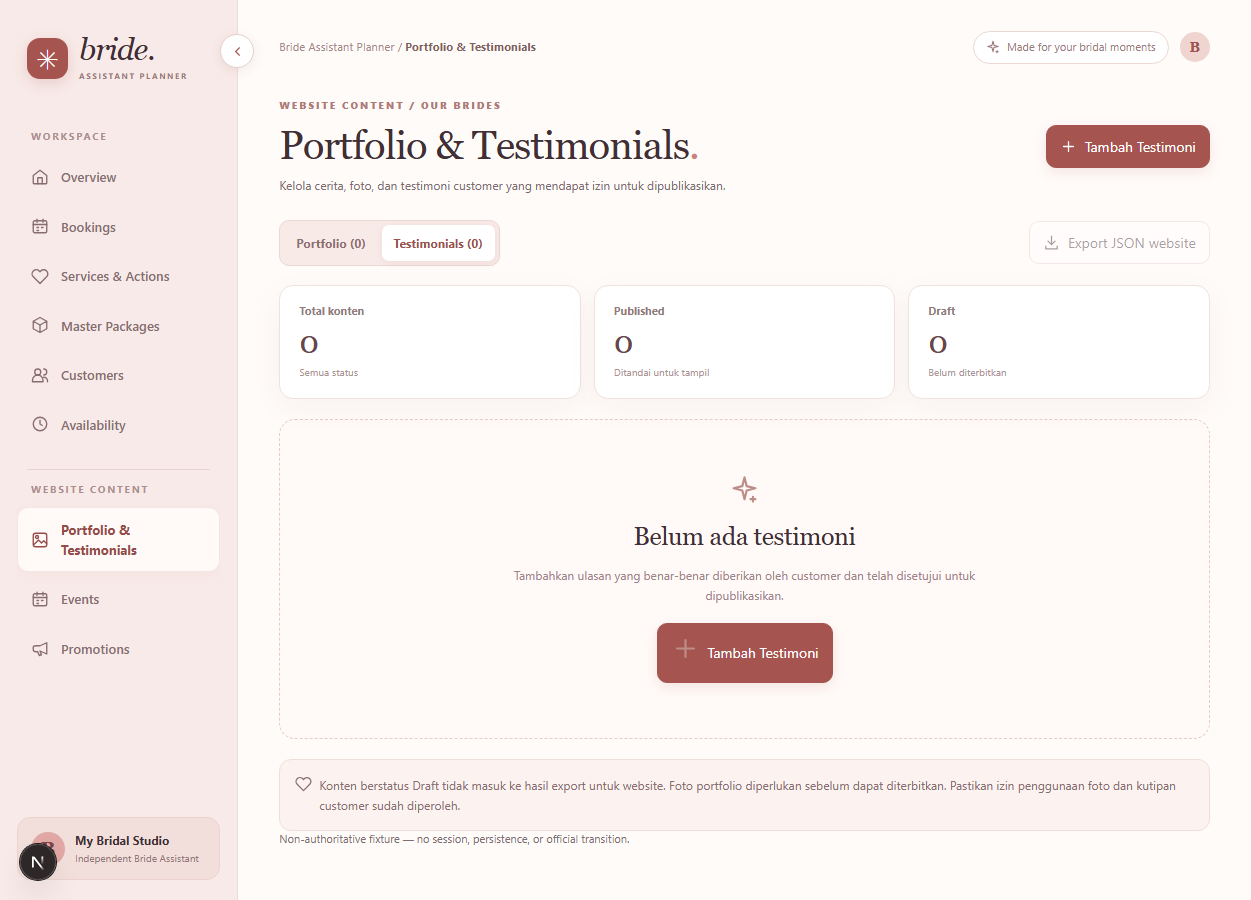 bride.
ASSISTANT PLANNER
WORKSPACE
Overview
Bookings
Services & Actions
Master Packages
Customers
Availability
WEBSITE CONTENT
Portfolio &
Testimonials
Events
Promotions
My Bridal Studio
Independent Bride Assistant
N
Bride Assistant Planner / Portfolio & Testimonials
Made for your bridal moments
B
WEBSITE CONTENT / OUR BRIDES
Portfolio & Testimonials.
Kelola cerita, foto, dan testimoni customer yang mendapat izin untuk dipublikasikan.
Tambah Testimoni
Portfolio (0)
Testimonials (0)
Export JSON website
Total konten
0
Semua status
Published
0
Ditandai untuk tampil
Draft
0
Belum diterbitkan
Belum ada testimoni
Tambahkan ulasan yang benar-benar diberikan oleh customer dan telah disetujui untuk
dipublikasikan.
Tambah Testimoni
Konten berstatus Draft tidak masuk ke hasil export untuk website. Foto portfolio diperlukan sebelum dapat diterbitkan. Pastikan izin penggunaan foto dan kutipan
customer sudah diperoleh.
Non-authoritative fixture — no session, persistence, or official transition.